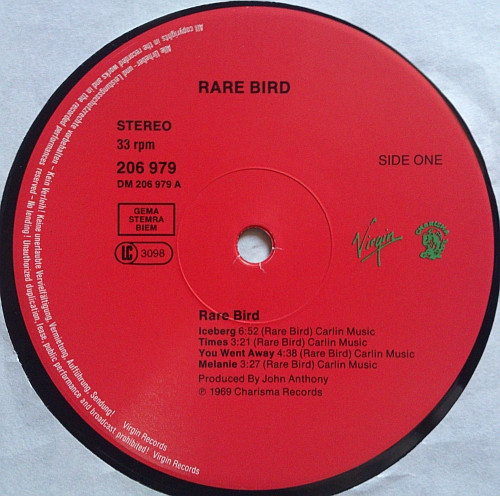 RARE BIRD
STEREO
33 rpm
206 979
DM 206 979 A
SIDE ONE
GEMA
STEMRA
BIEM
LC 3098
Virgin
CHARISMA
Rare Bird
Iceberg 6:52 (Rare Bird) Carlin Music
Times 3:21 (Rare Bird) Carlin Music
You Went Away 4:38 (Rare Bird) Carlin Music
Melanie 3:27 (Rare Bird) Carlin Music
Produced By John Anthony
℗ 1969 Charisma Records
Alle Urheber- und Leistungsschutzrechte vorbehalten - Kein Verleih! Keine unerlaubte Vervielfältigung, Vermietung, Aufführung, Sendung! Virgin Records
All copyrights in the recorded works and in the recorded performances reserved - No lending! Unauthorized duplication, lease, public performance and broadcast prohibited! Virgin Records